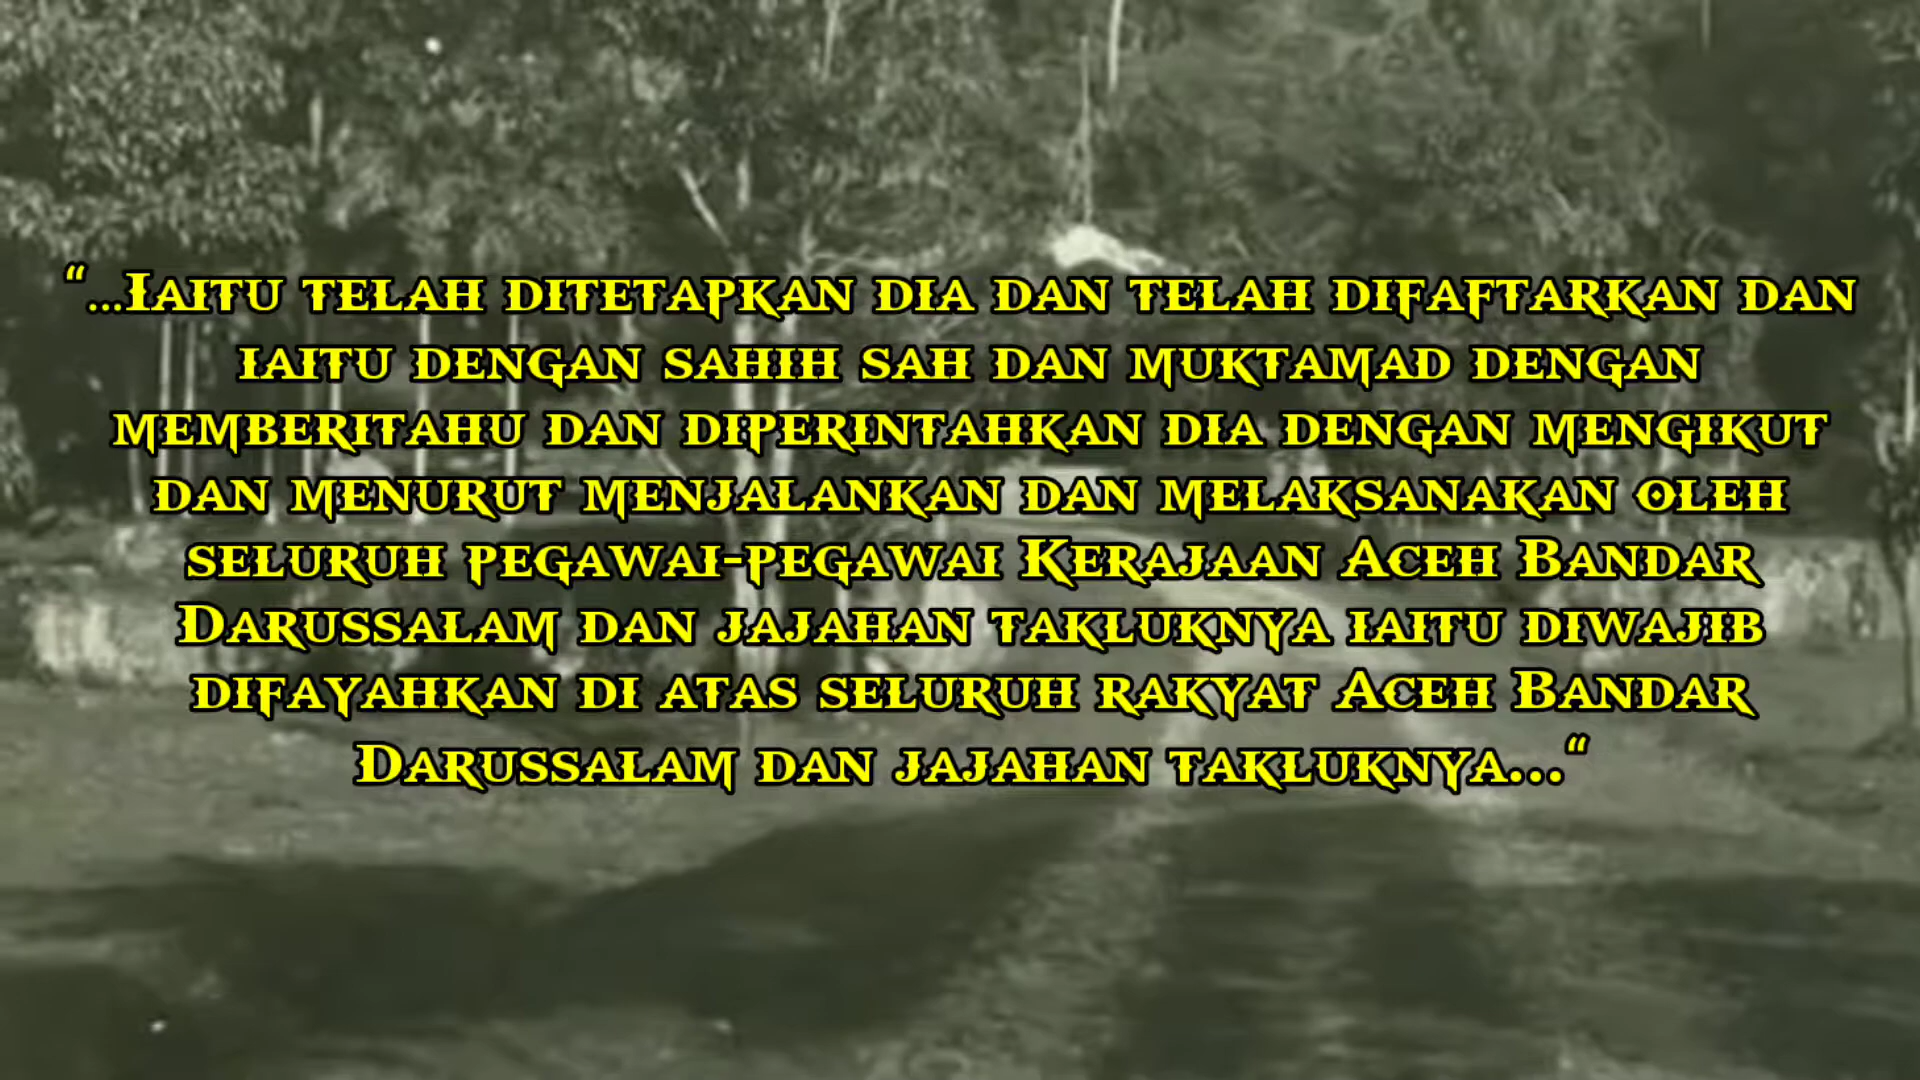 “...Iaitu telah ditetapkan dia dan telah difaftarkan dan
iaitu dengan sahih sah dan muktamad dengan
memberitahu dan diperintahkan dia dengan mengikut
dan menurut menjalankan dan melaksanakan oleh
seluruh pegawai-pegawai Kerajaan Aceh Bandar
Darussalam dan jajahan takluknya iaitu diwajib
difayahkan di atas seluruh rakyat Aceh Bandar
Darussalam dan jajahan takluknya...“